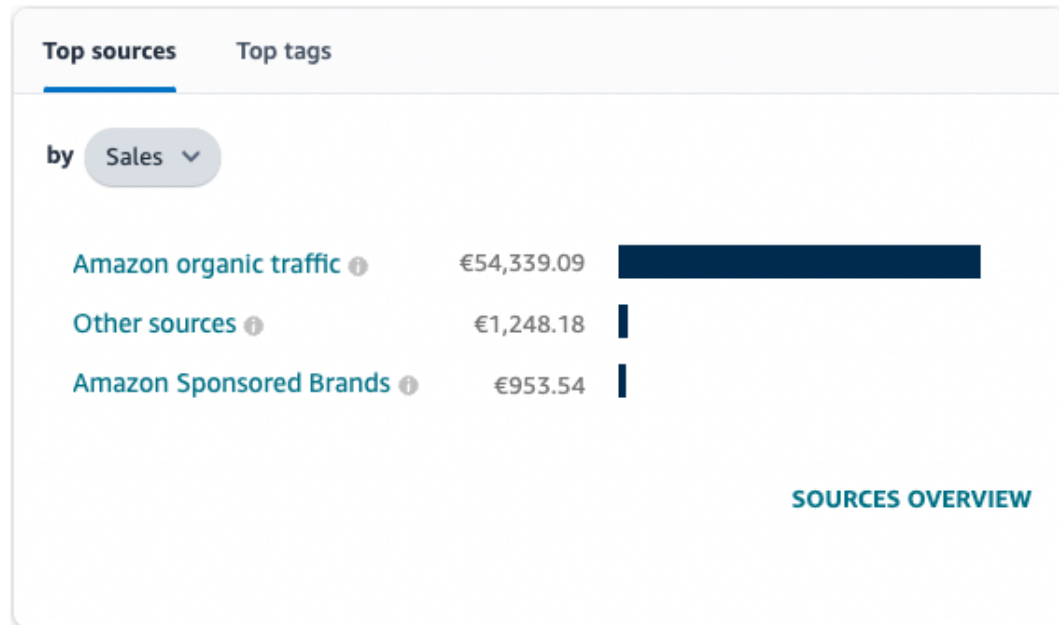 Top sources Top tags
by Sales
Amazon organic traffic €54,339.09
Other sources €1,248.18
Amazon Sponsored Brands €953.54
SOURCES OVERVIEW